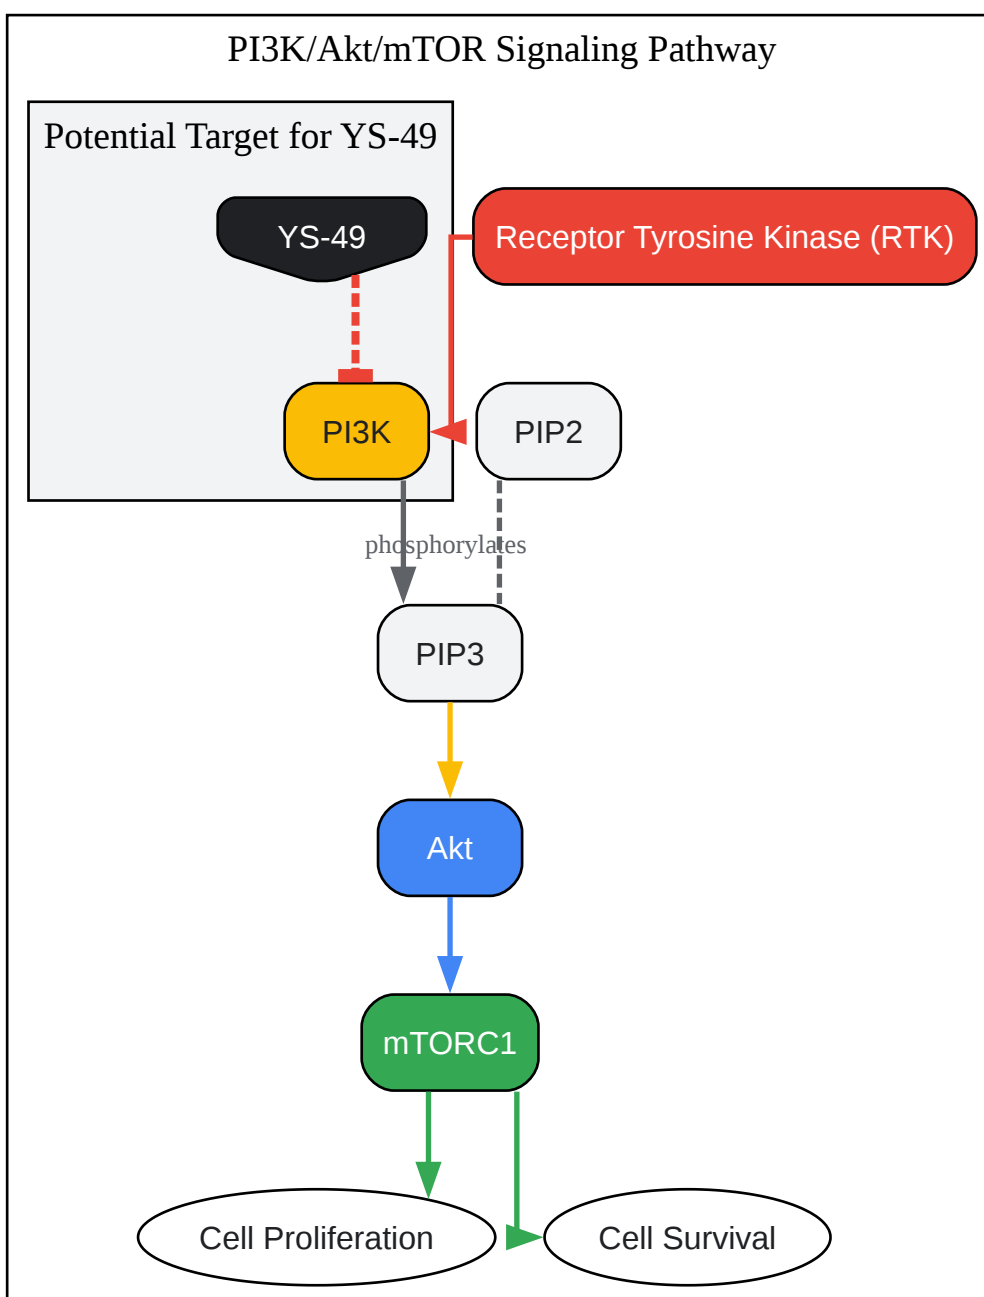 PI3K/Akt/mTOR Signaling Pathway
Potential Target for YS-49
YS-49
Receptor Tyrosine Kinase (RTK)
PI3K
PIP2
phosphorylates
PIP3
Akt
mTORC1
Cell Proliferation
Cell Survival